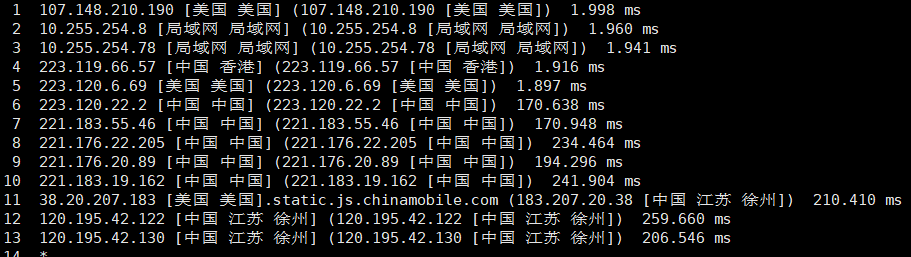 1 107.148.210.190 [美国 美国] (107.148.210.190 [美国 美国]) 1.998 ms
2 10.255.254.8 [局域网 局域网] (10.255.254.8 [局域网 局域网]) 1.960 ms
3 10.255.254.78 [局域网 局域网] (10.255.254.78 [局域网 局域网]) 1.941 ms
4 223.119.66.57 [中国 香港] (223.119.66.57 [中国 香港]) 1.916 ms
5 223.120.6.69 [美国 美国] (223.120.6.69 [美国 美国]) 1.897 ms
6 223.120.22.2 [中国 中国] (223.120.22.2 [中国 中国]) 170.638 ms
7 221.183.55.46 [中国 中国] (221.183.55.46 [中国 中国]) 170.948 ms
8 221.176.22.205 [中国 中国] (221.176.22.205 [中国 中国]) 234.464 ms
9 221.176.20.89 [中国 中国] (221.176.20.89 [中国 中国]) 194.296 ms
10 221.183.19.162 [中国 中国] (221.183.19.162 [中国 中国]) 241.904 ms
11 38.20.207.183 [美国 美国].static.js.chinamobile.com (183.207.20.38 [中国 江苏 徐州]) 210.410 ms
12 120.195.42.122 [中国 江苏 徐州] (120.195.42.122 [中国 江苏 徐州]) 259.660 ms
13 120.195.42.130 [中国 江苏 徐州] (120.195.42.130 [中国 江苏 徐州]) 206.546 ms
14 *